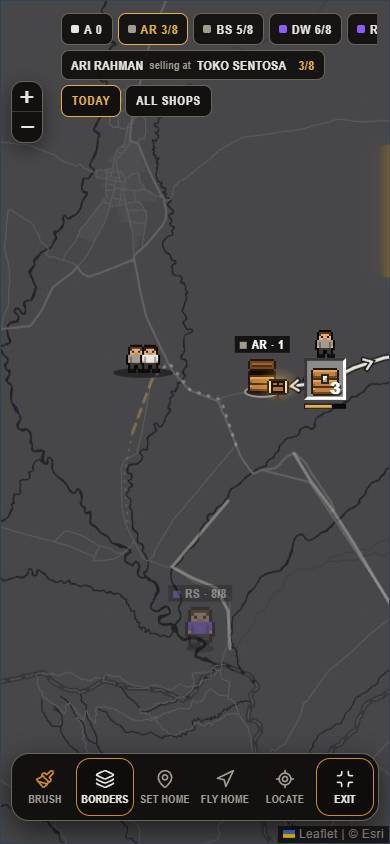 A 0 AR 3/8 BS 5/8 DW 6/8
ARI RAHMAN selling at TOKO SENTOSA 3/8
TODAY ALL SHOPS
+
−
AR · 1
3
RS · 8/8
BRUSH BORDERS SET HOME FLY HOME LOCATE EXIT
Leaflet | © Esri